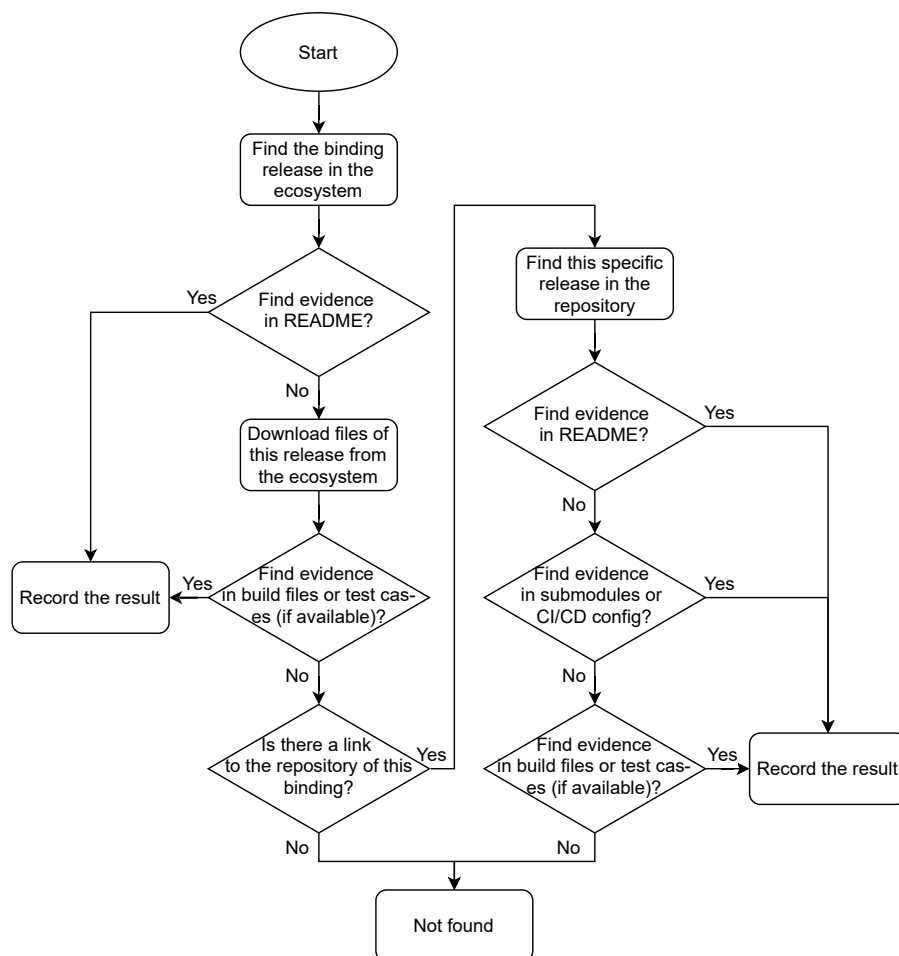 Start
Find the binding
release in the
ecosystem
Find evidence
in README?
Yes
No
Download files of
this release from
the ecosystem
Find evidence
in build files or test cas-
es (if available)?
Yes
Record the result
No
Is there a link
to the repository of this
binding?
Yes
No
Find this specific
release in the
repository
Find evidence
in README?
Yes
No
Find evidence
in submodules or
CI/CD config?
Yes
No
Find evidence
in build files or test cas-
es (if available)?
Yes
Record the result
No
Not found